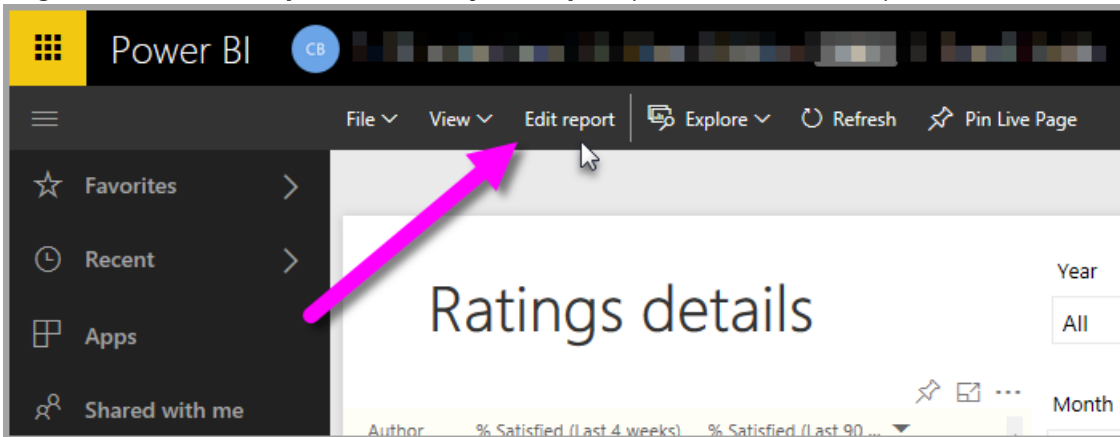 Power BI CB
File View Edit report Explore Refresh Pin Live Page
Favorites
Recent
Apps
Shared with me
Ratings details
Year
All
Month
Author % Satisfied (Last 4 weeks) % Satisfied (Last 90 ...